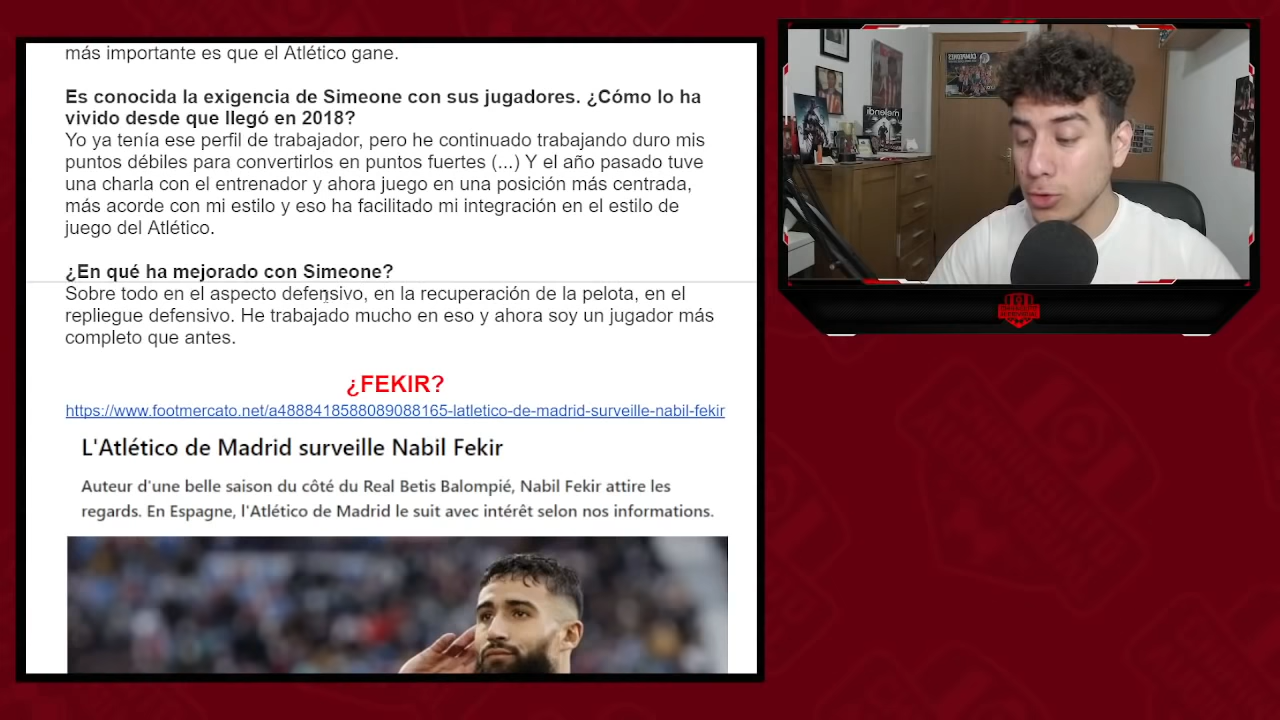 más importante es que el Atlético gane.
Es conocida la exigencia de Simeone con sus jugadores. ¿Cómo lo ha
vivido desde que llegó en 2018?
Yo ya tenía ese perfil de trabajador, pero he continuado trabajando duro mis
puntos débiles para convertirlos en puntos fuertes (...) Y el año pasado tuve
una charla con el entrenador y ahora juego en una posición más centrada,
más acorde con mi estilo y eso ha facilitado mi integración en el estilo de
juego del Atlético.
¿En qué ha mejorado con Simeone?
Sobre todo en el aspecto defensivo, en la recuperación de la pelota, en el
repliegue defensivo. He trabajado mucho en eso y ahora soy un jugador más
completo que antes.
¿FEKIR?
https://www.footmercato.net/a4888418588089088165-latletico-de-madrid-surveille-nabil-fekir
L'Atlético de Madrid surveille Nabil Fekir
Auteur d'une belle saison du côté du Real Betis Balompié, Nabil Fekir attire les
regards. En Espagne, l'Atlético de Madrid le suit avec intérêt selon nos informations.
melendi